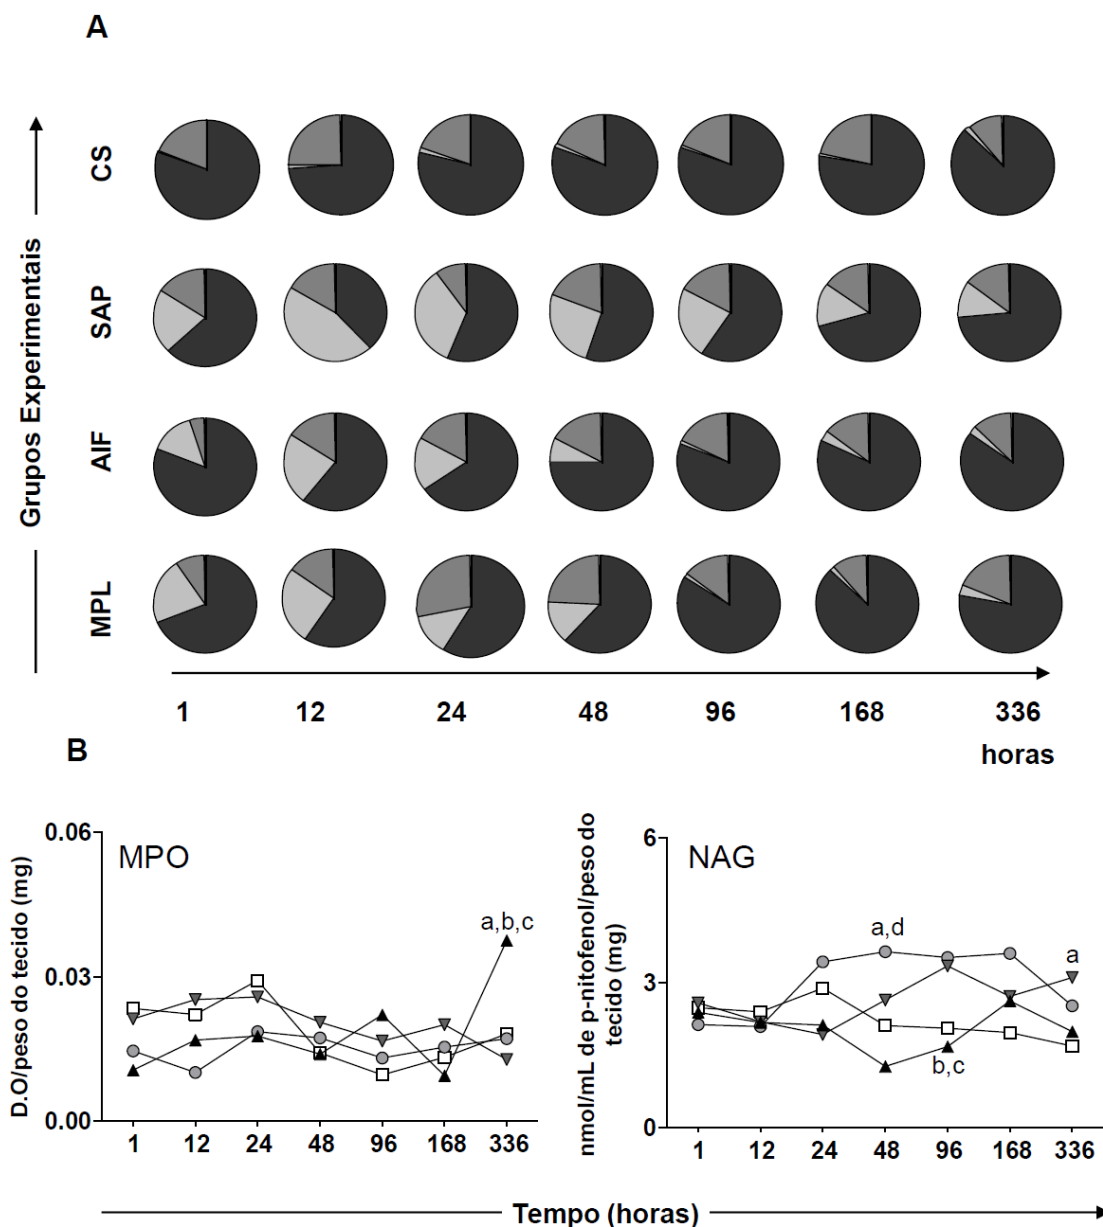 A
Grupos Experimentais
CS
SAP
AIF
MPL
1 12 24 48 96 168 336
horas
B
D.O/peso do tecido (mg)
0.06
0.03
0.00
MPO
a,b,c
1 12 24 48 96 168 336
nmol/mL de p-nitofenol/peso do
tecido (mg)
6
3
0
NAG
a,d
a
b,c
1 12 24 48 96 168 336
Tempo (horas)